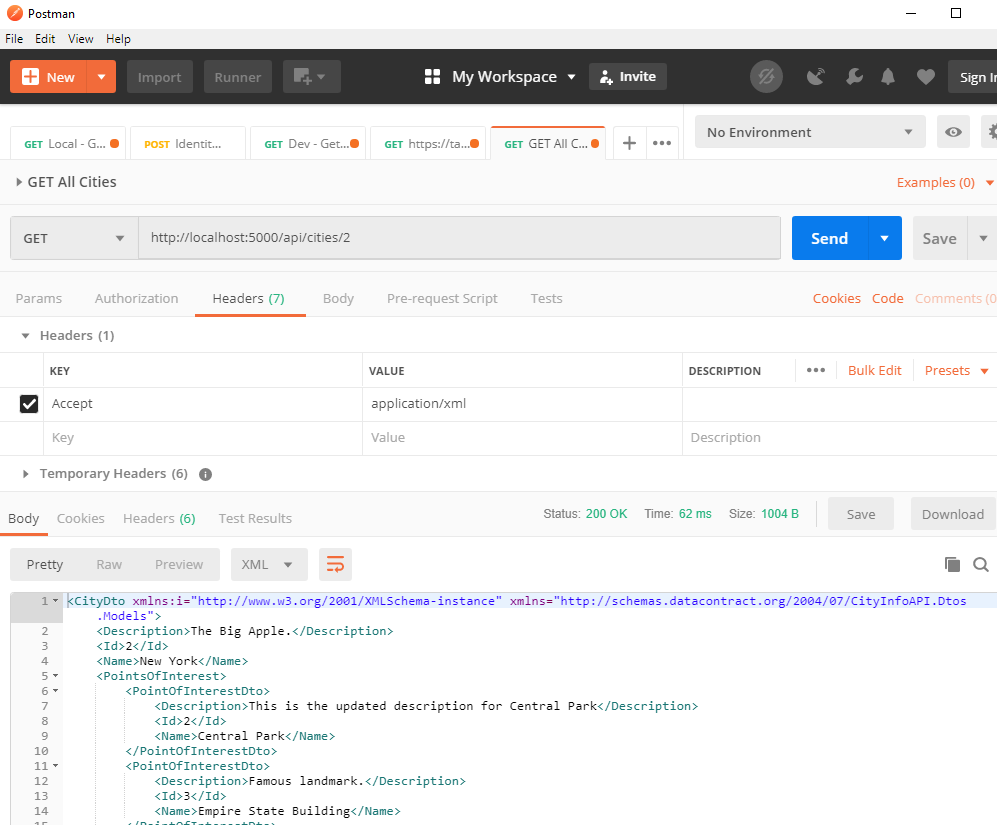 Postman
File Edit View Help
New Import Runner My Workspace Invite Sign In
GET Local - G... POST Identit... GET Dev - Get... GET https://ta... GET GET All C... No Environment
GET All Cities Examples (0)
GET http://localhost:5000/api/cities/2 Send Save
Params Authorization Headers (7) Body Pre-request Script Tests Cookies Code Comments (0
Headers (1)
KEY VALUE DESCRIPTION Bulk Edit Presets
Accept application/xml
Key Value Description
Temporary Headers (6)
Body Cookies Headers (6) Test Results Status: 200 OK Time: 62 ms Size: 1004 B Save Download
Pretty Raw Preview XML
1 <CityDto xmlns:i="http://www.w3.org/2001/XMLSchema-instance" xmlns="http://schemas.datacontract.org/2004/07/CityInfoAPI.Dtos
.Models">
2 <Description>The Big Apple.</Description>
3 <Id>2</Id>
4 <Name>New York</Name>
5 <PointsOfInterest>
6 <PointOfInterestDto>
7 <Description>This is the updated description for Central Park</Description>
8 <Id>2</Id>
9 <Name>Central Park</Name>
10 </PointOfInterestDto>
11 <PointOfInterestDto>
12 <Description>Famous landmark.</Description>
13 <Id>3</Id>
14 <Name>Empire State Building</Name>
15 </PointOfInterestDto>